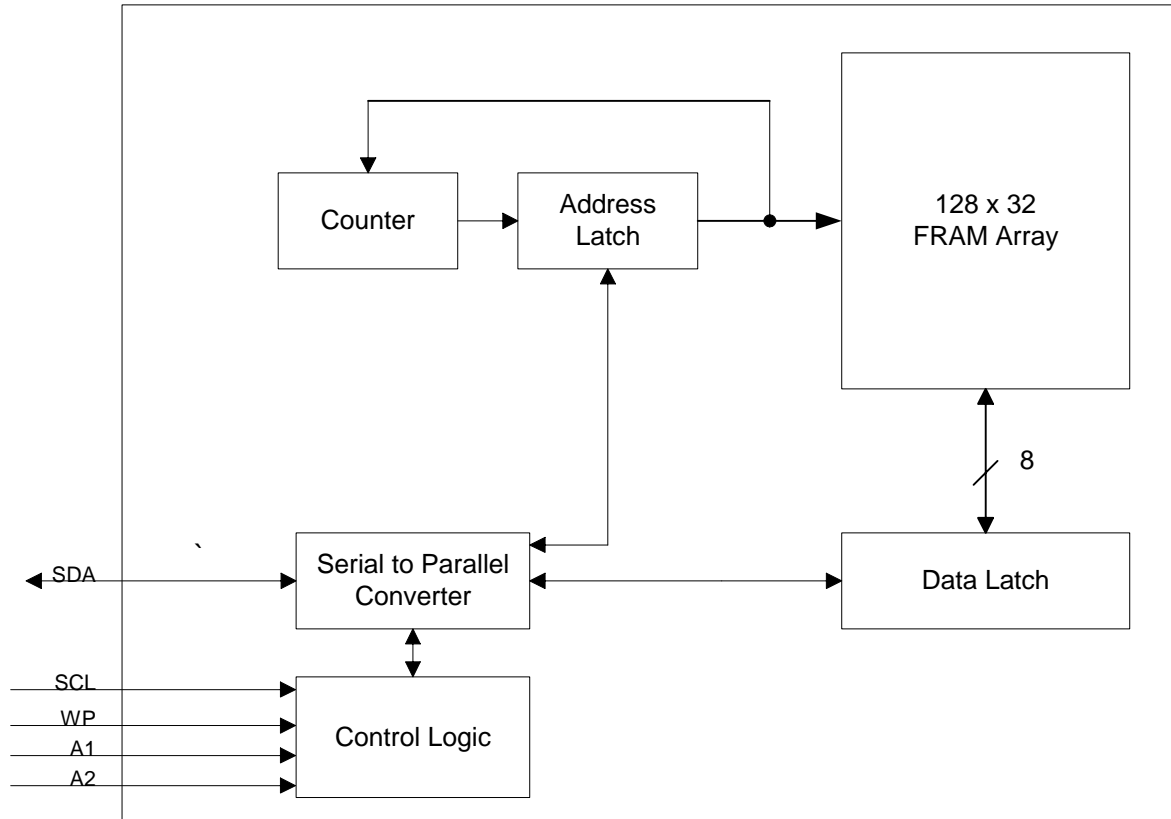 Counter
Address
Latch
128 x 32
FRAM Array
8
`
SDA
Serial to Parallel
Converter
Data Latch
SCL
WP
A1
A2
Control Logic